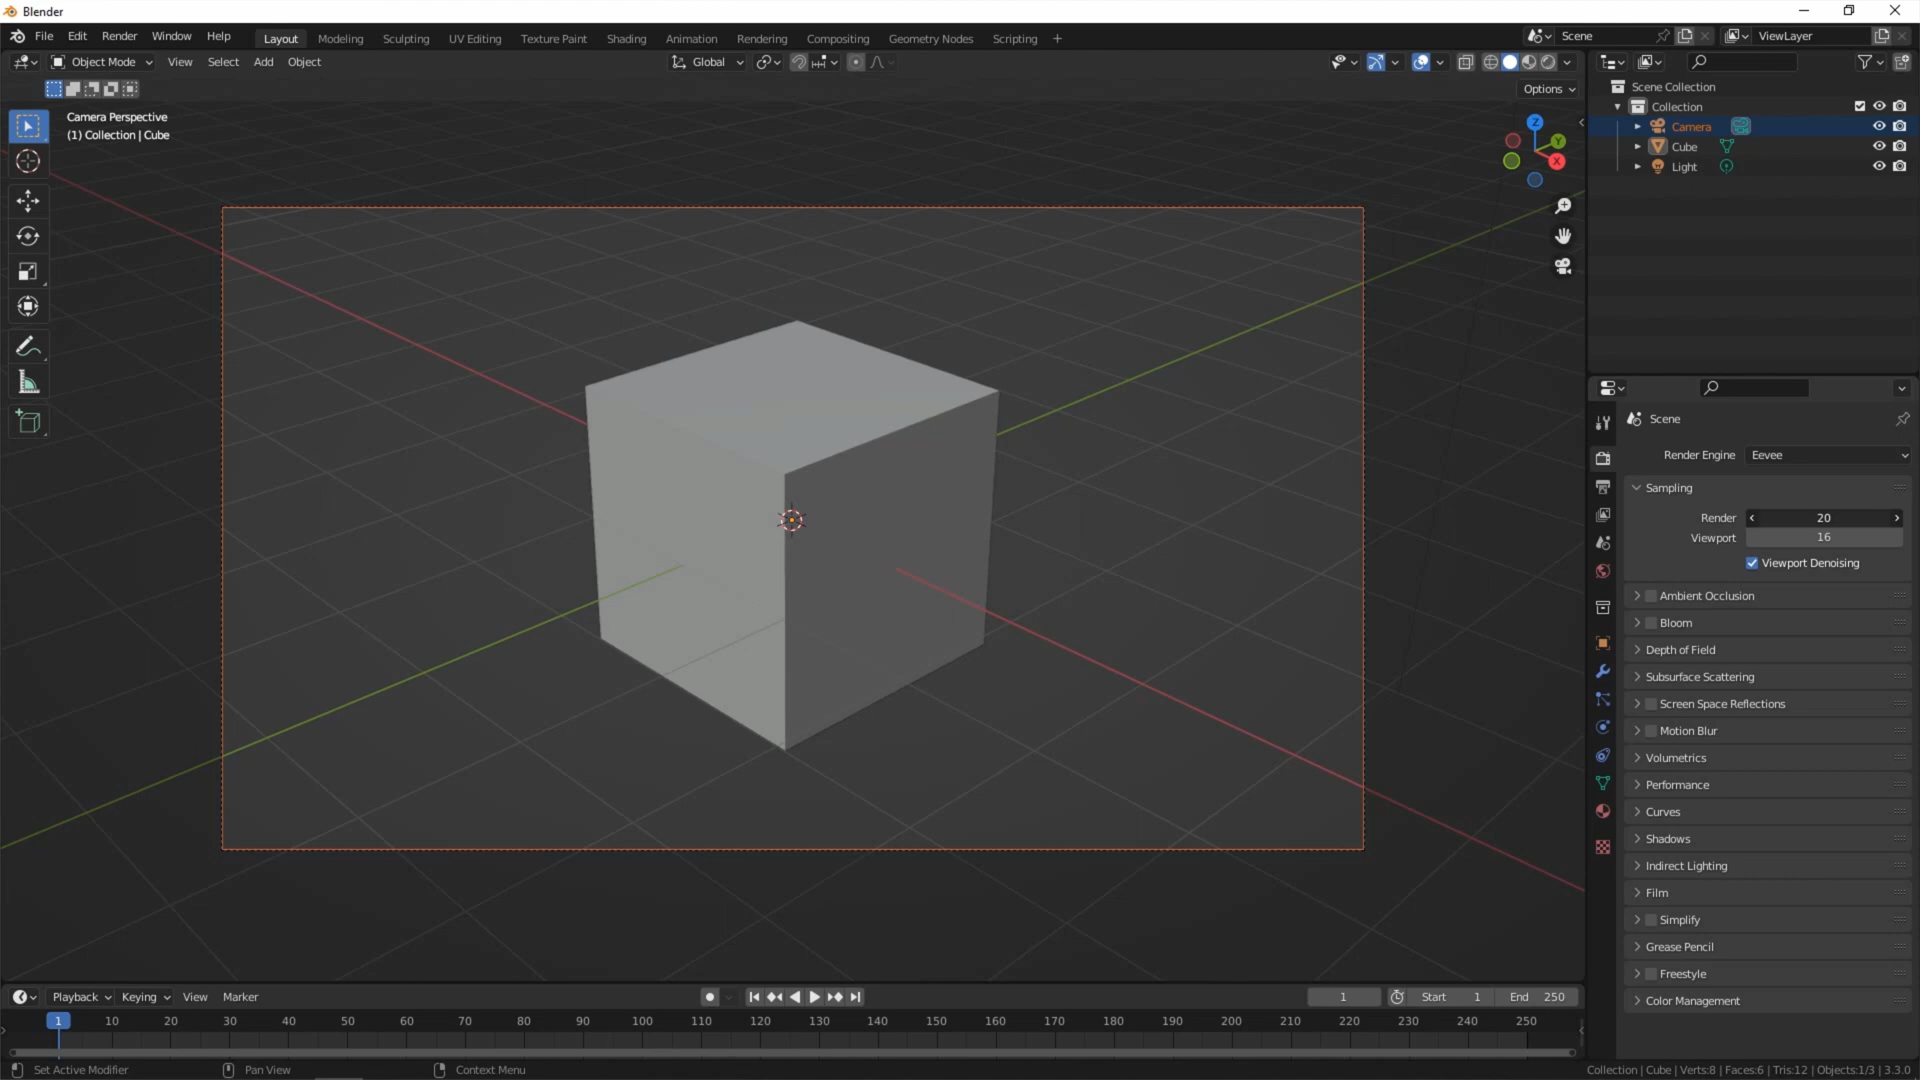 Blender
File Edit Render Window Help Layout Modeling Sculpting UV Editing Texture Paint Shading Animation Rendering Compositing Geometry Nodes Scripting + Scene ViewLayer
Object Mode View Select Add Object Global
Options
Camera Perspective
(1) Collection | Cube
Z
Y
X
Scene Collection
Collection
Camera
Cube
Light
Scene
Render Engine Eevee
Sampling
Render 20
Viewport 16
Viewport Denoising
Ambient Occlusion
Bloom
Depth of Field
Subsurface Scattering
Screen Space Reflections
Motion Blur
Volumetrics
Performance
Curves
Shadows
Indirect Lighting
Film
Simplify
Grease Pencil
Freestyle
Color Management
Playback Keying View Marker 1 Start 1 End 250
1 10 20 30 40 50 60 70 80 90 100 110 120 130 140 150 160 170 180 190 200 210 220 230 240 250
Set Active Modifier Pan View Context Menu Collection | Cube | Verts:8 | Faces:6 | Tris:12 | Objects:1/3 | 3.3.0